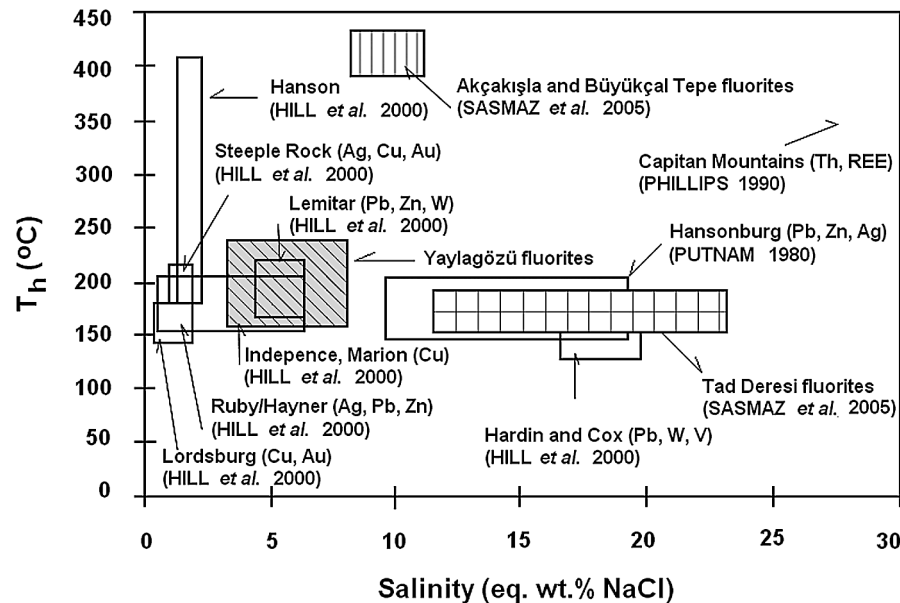 450
400
350
300
250
200
150
100
50
0
Th (oC)
Hanson
(HILL et al. 2000)
Akçakışla and Büyükçal Tepe fluorites
(SASMAZ et al. 2005)
Steeple Rock (Ag, Cu, Au)
(HILL et al. 2000)
Capitan Mountains (Th, REE)
(PHILLIPS 1990)
Lemitar (Pb, Zn, W)
(HILL et al. 2000)
Hansonburg (Pb, Zn, Ag)
(PUTNAM 1980)
Yaylagözü fluorites
Indepence, Marion (Cu)
(HILL et al. 2000)
Tad Deresi fluorites
(SASMAZ et al. 2005)
Ruby/Hayner (Ag, Pb, Zn)
(HILL et al. 2000)
Hardin and Cox (Pb, W, V)
(HILL et al. 2000)
Lordsburg (Cu, Au)
(HILL et al. 2000)
0 5 10 15 20 25 30
Salinity (eq. wt.% NaCl)